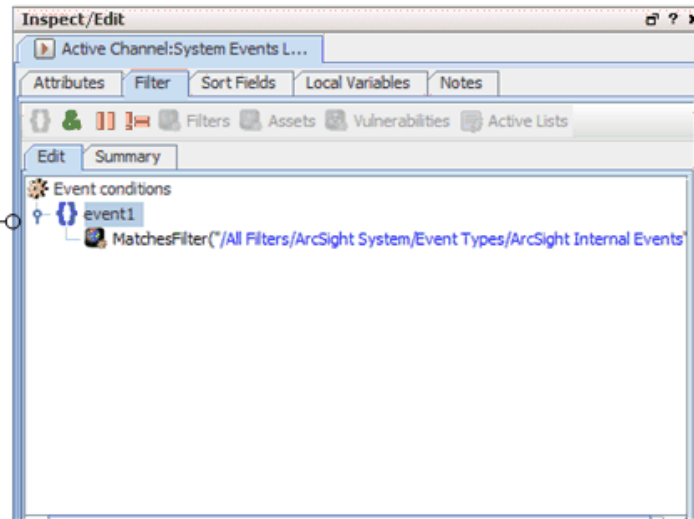 Inspect/Edit ?
Active Channel:System Events L...
Attributes Filter Sort Fields Local Variables Notes
Filters Assets Vulnerabilities Active Lists
Edit Summary
Event conditions
event1
MatchesFilter("/All Filters/ArcSight System/Event Types/ArcSight Internal Events"